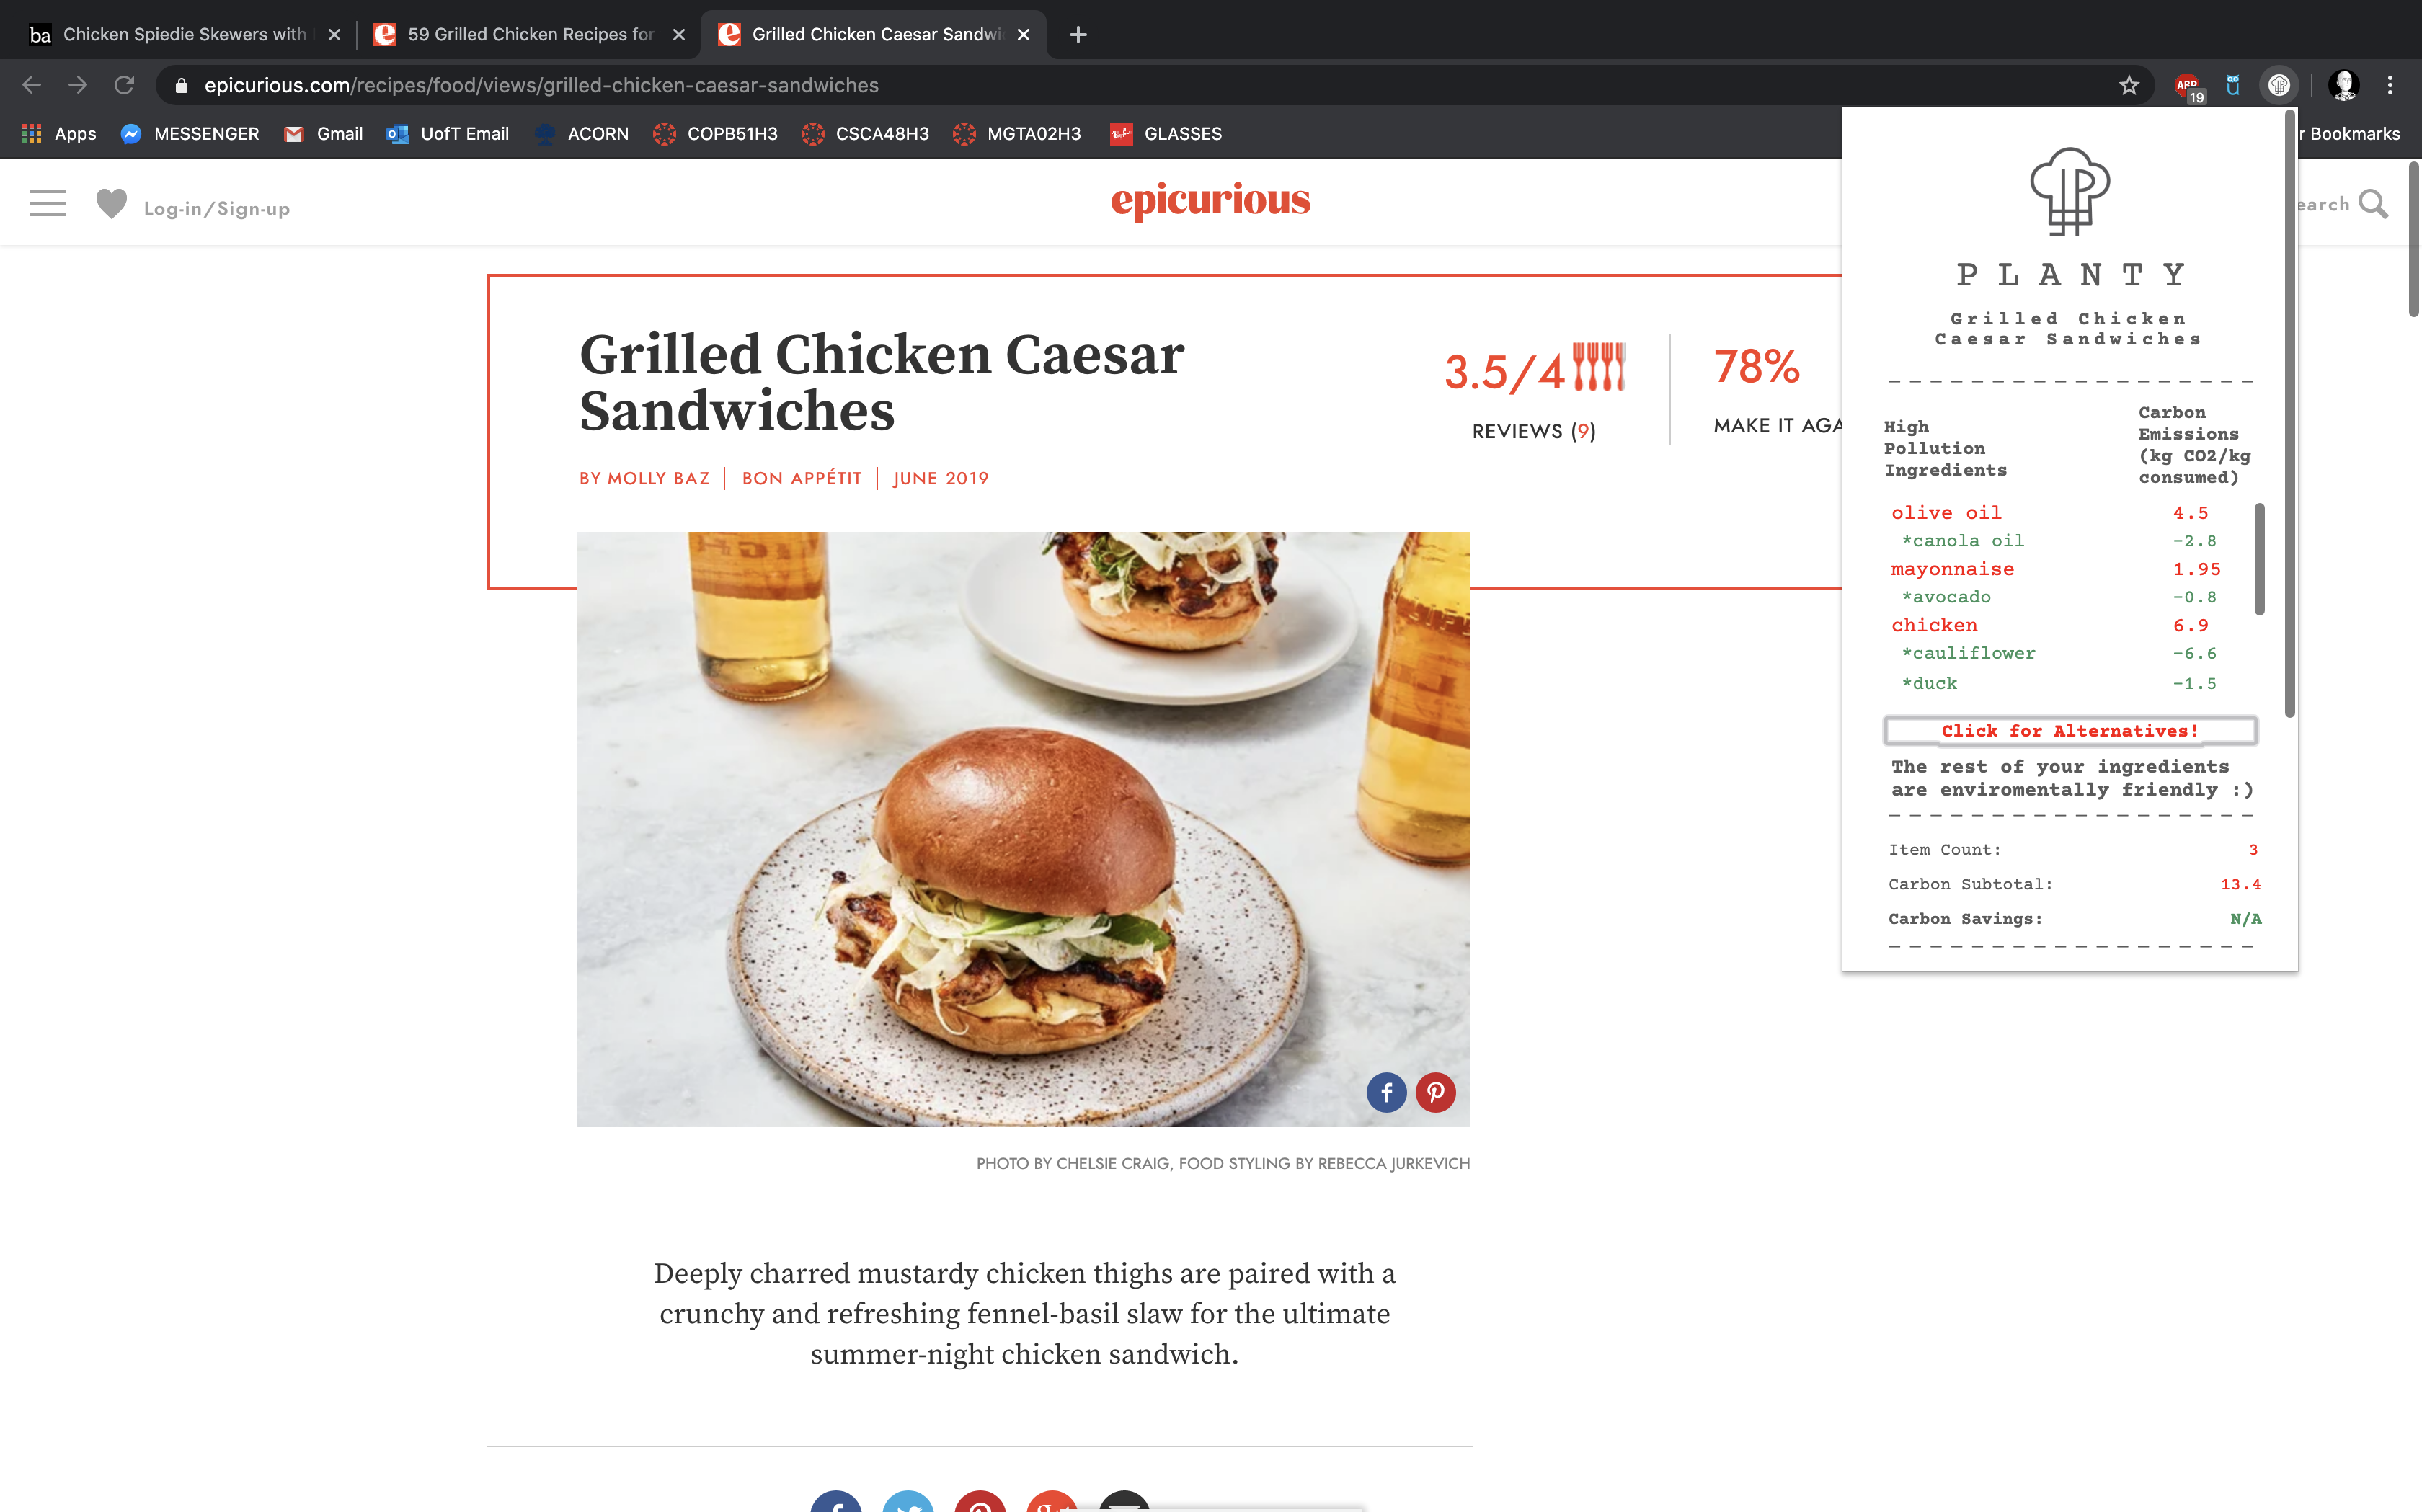 ba Chicken Spiedie Skewers with
59 Grilled Chicken Recipes for
Grilled Chicken Caesar Sandwi
epicurious.com/recipes/food/views/grilled-chicken-caesar-sandwiches
ABP
19
Apps MESSENGER Gmail UofT Email ACORN COPB51H3 CSCA48H3 MGTA02H3 GLASSES r Bookmarks
Log-in/Sign-up
epicurious
earch
Grilled Chicken Caesar
Sandwiches
BY MOLLY BAZ | BON APPÉTIT | JUNE 2019
3.5/4
REVIEWS (9)
78%
MAKE IT AGA
PHOTO BY CHELSIE CRAIG, FOOD STYLING BY REBECCA JURKEVICH
Deeply charred mustardy chicken thighs are paired with a
crunchy and refreshing fennel-basil slaw for the ultimate
summer-night chicken sandwich.
PLANTY
Grilled Chicken
Caesar Sandwiches
High
Pollution
Ingredients
Carbon
Emissions
(kg CO2/kg
consumed)
olive oil 4.5
*canola oil -2.8
mayonnaise 1.95
*avocado -0.8
chicken 6.9
*cauliflower -6.6
*duck -1.5
Click for Alternatives!
The rest of your ingredients
are enviromentally friendly :)
Item Count: 3
Carbon Subtotal: 13.4
Carbon Savings: N/A